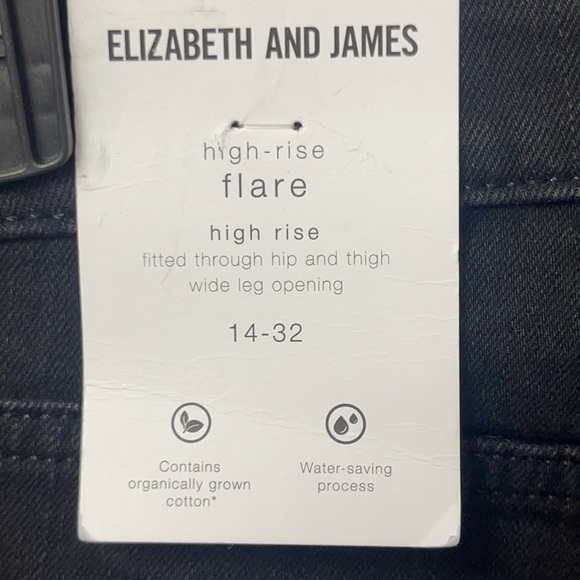 ELIZABETH AND JAMES
high-rise
flare
high rise
fitted through hip and thigh
wide leg opening
14-32
Contains
organically grown
cotton*
Water-saving
process